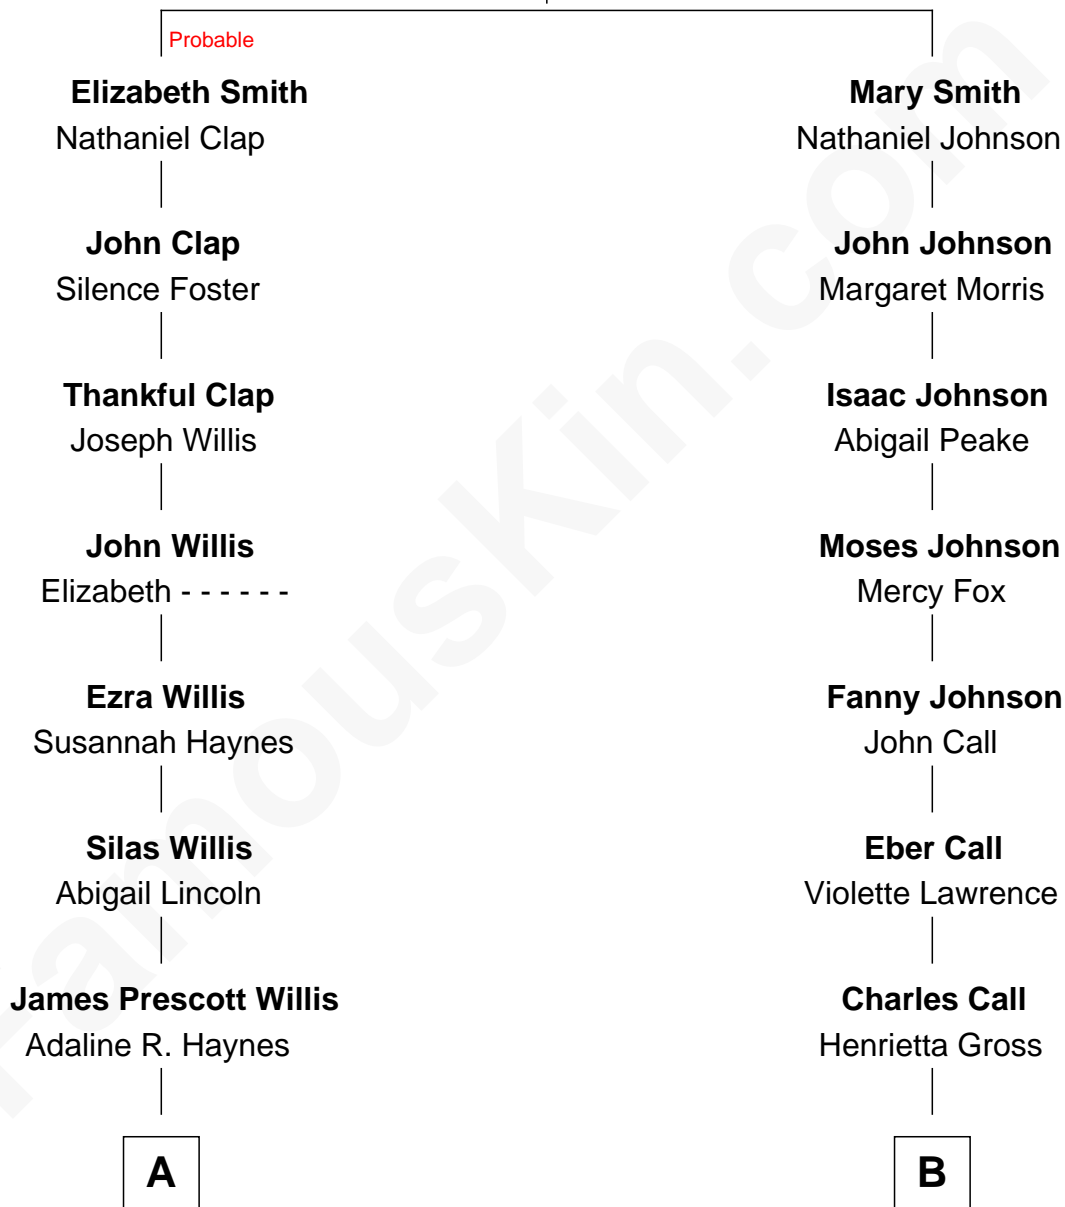 Probable
Elizabeth Smith
Nathaniel Clap
Mary Smith
Nathaniel Johnson
John Clap
Silence Foster
John Johnson
Margaret Morris
Thankful Clap
Joseph Willis
Isaac Johnson
Abigail Peake
John Willis
Elizabeth - - - - - -
Moses Johnson
Mercy Fox
Ezra Willis
Susannah Haynes
Fanny Johnson
John Call
Silas Willis
Abigail Lincoln
Eber Call
Violette Lawrence
James Prescott Willis
Adaline R. Haynes
Charles Call
Henrietta Gross
A
B
FamousKin.com